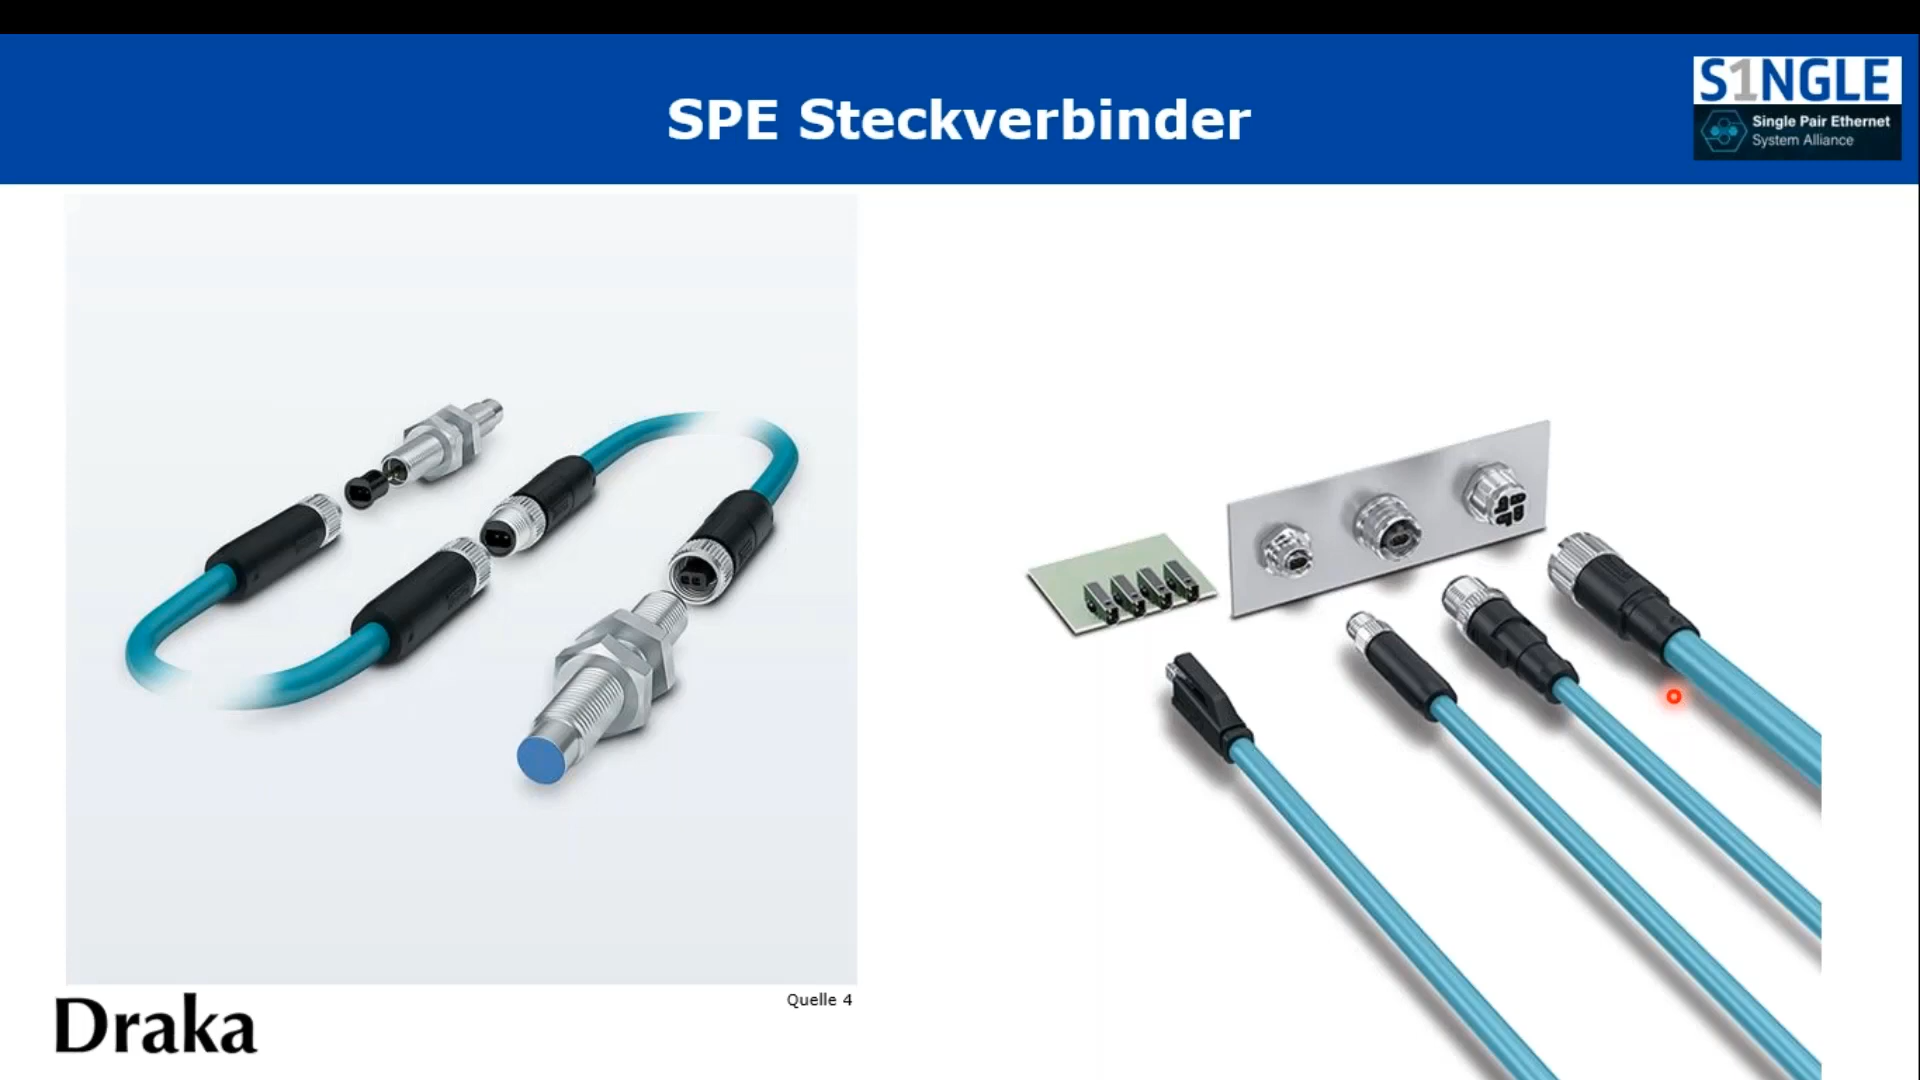 SPE Steckverbinder
S1NGLE
Single Pair Ethernet
System Alliance
Quelle 4
Draka